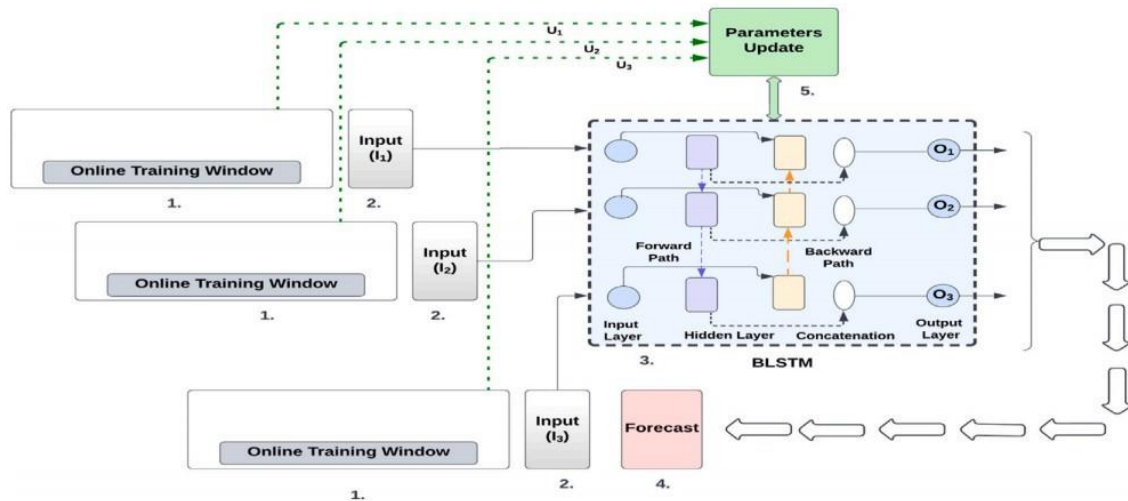 U₁
U₂
U₃
Parameters
Update
5.
Online Training Window
1.
Input
(I₁)
2.
Online Training Window
1.
Input
(I₂)
2.
O₁
O₂
O₃
Forward
Path
Backward
Path
Input
Layer
Hidden Layer
Concatenation
Output
Layer
3.
BLSTM
Online Training Window
1.
Input
(I₃)
2.
Forecast
4.